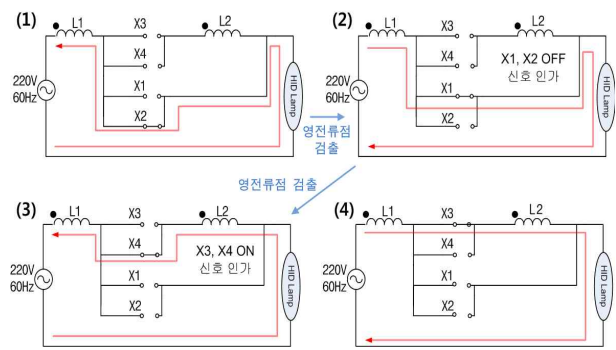 (1)
L1
X3
L2
X4
X1
X2
220V
60Hz
HID Lamp
영전류점
검출
(2)
L1
X3
L2
X4
X1, X2 OFF
신호 인가
X1
X2
220V
60Hz
HID Lamp
영전류점 검출
(3)
L1
X3
L2
X4
X3, X4 ON
신호 인가
X1
X2
220V
60Hz
HID Lamp
(4)
L1
X3
L2
X4
X1
X2
220V
60Hz
HID Lamp